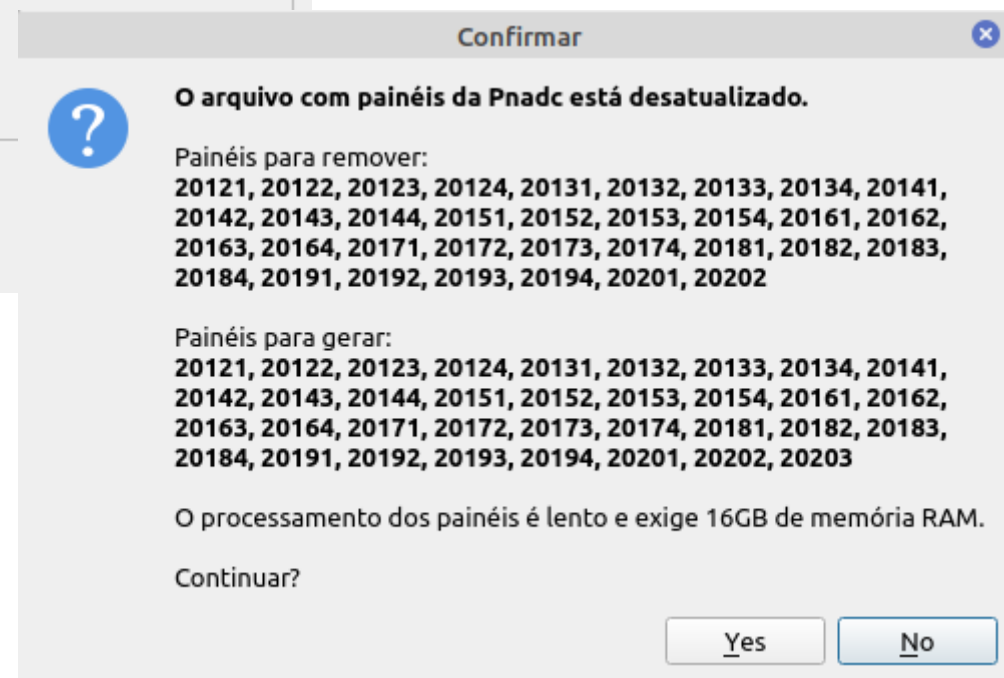 Confirmar
O arquivo com painéis da Pnadc está desatualizado.
Painéis para remover:
20121, 20122, 20123, 20124, 20131, 20132, 20133, 20134, 20141,
20142, 20143, 20144, 20151, 20152, 20153, 20154, 20161, 20162,
20163, 20164, 20171, 20172, 20173, 20174, 20181, 20182, 20183,
20184, 20191, 20192, 20193, 20194, 20201, 20202
Painéis para gerar:
20121, 20122, 20123, 20124, 20131, 20132, 20133, 20134, 20141,
20142, 20143, 20144, 20151, 20152, 20153, 20154, 20161, 20162,
20163, 20164, 20171, 20172, 20173, 20174, 20181, 20182, 20183,
20184, 20191, 20192, 20193, 20194, 20201, 20202, 20203
O processamento dos painéis é lento e exige 16GB de memória RAM.
Continuar?
Yes
No